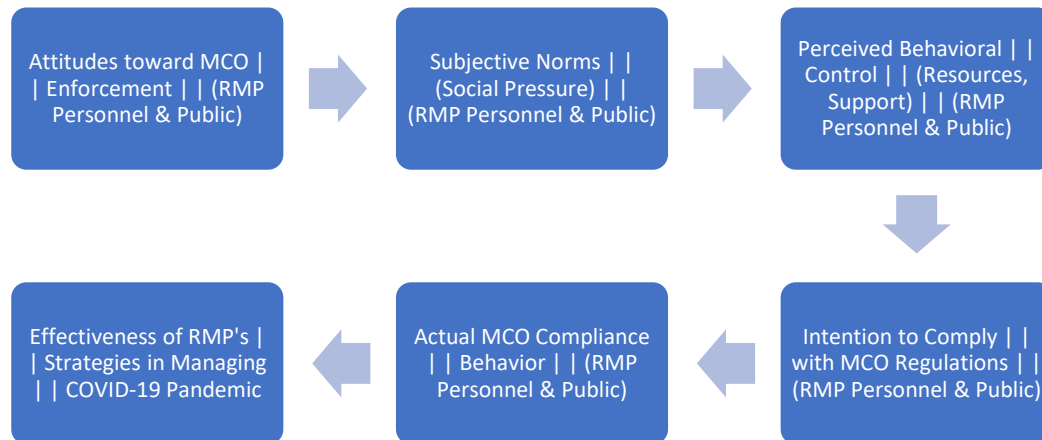 Attitudes toward MCO |
| Enforcement | | (RMP
Personnel & Public)
Subjective Norms | |
(Social Pressure) | |
(RMP Personnel & Public)
Perceived Behavioral | |
Control | | (Resources,
Support) | | (RMP
Personnel & Public)
Intention to Comply | |
with MCO Regulations | |
(RMP Personnel & Public)
Actual MCO Compliance
| | Behavior | | (RMP
Personnel & Public)
Effectiveness of RMP's |
| Strategies in Managing
| | COVID-19 Pandemic